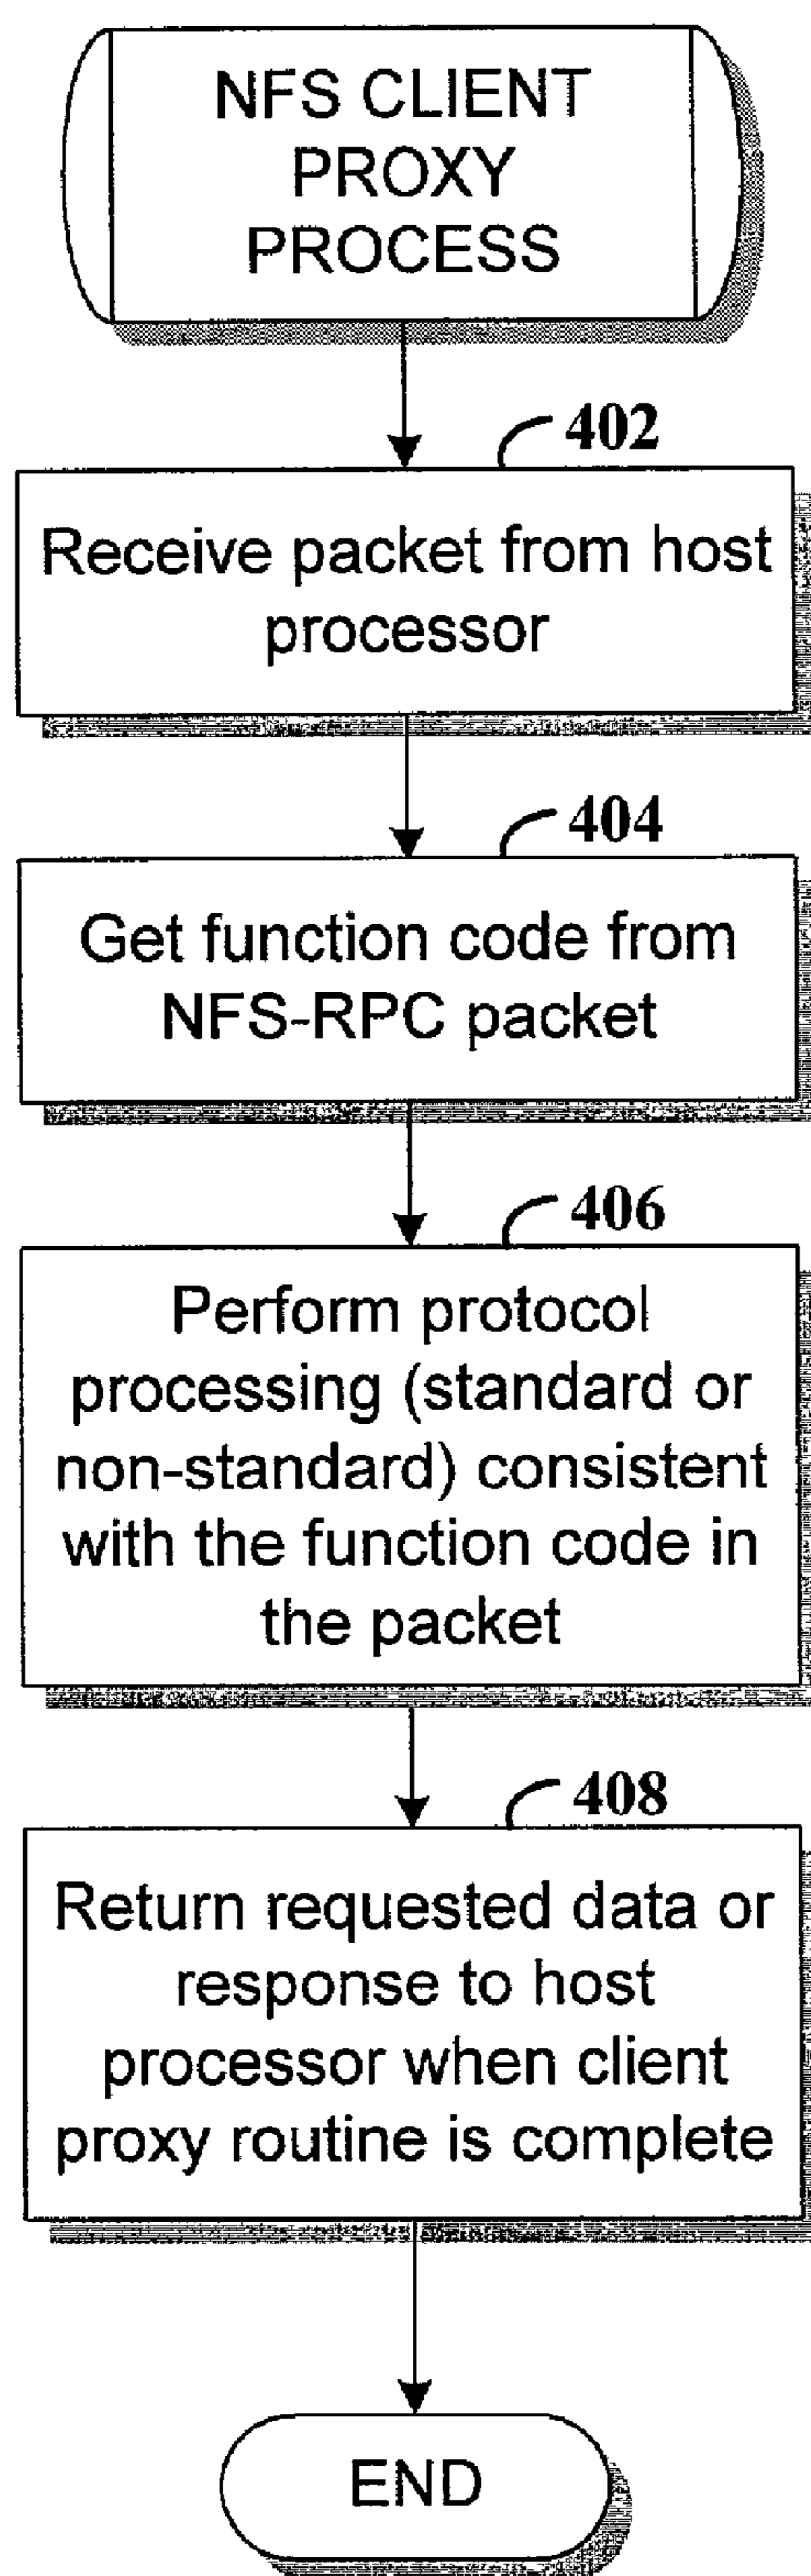 NFS CLIENT
PROXY
PROCESS
402
Receive packet from host
processor
404
Get function code from
NFS-RPC packet
406
Perform protocol
processing (standard or
non-standard) consistent
with the function code in
the packet
408
Return requested data or
response to host
processor when client
proxy routine is complete
END